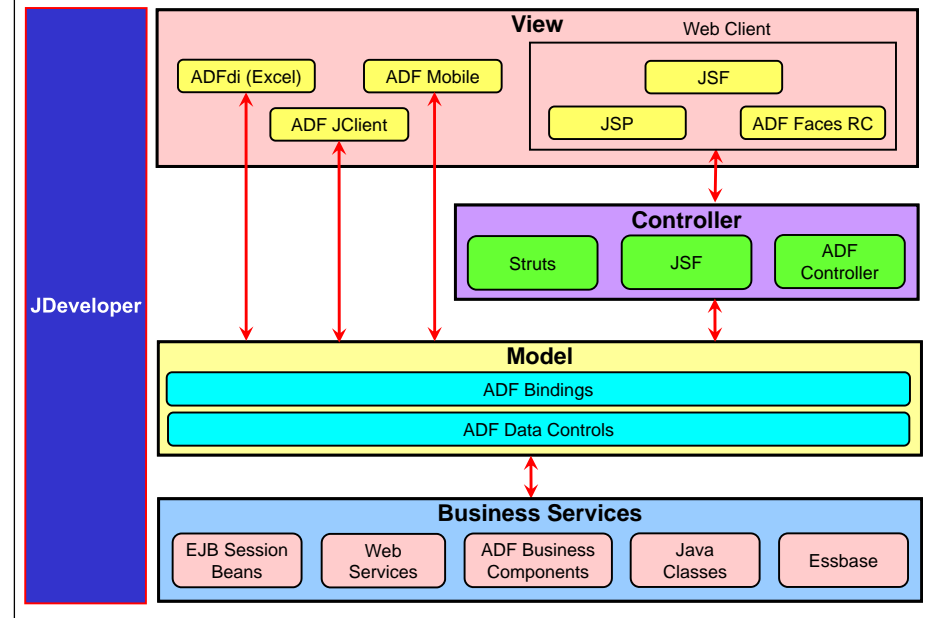 JDeveloper
View
Web Client
ADFdi (Excel)
ADF Mobile
JSF
ADF JClient
JSP
ADF Faces RC
Controller
Struts
JSF
ADF
Controller
Model
ADF Bindings
ADF Data Controls
Business Services
EJB Session
Beans
Web
Services
ADF Business
Components
Java
Classes
Essbase